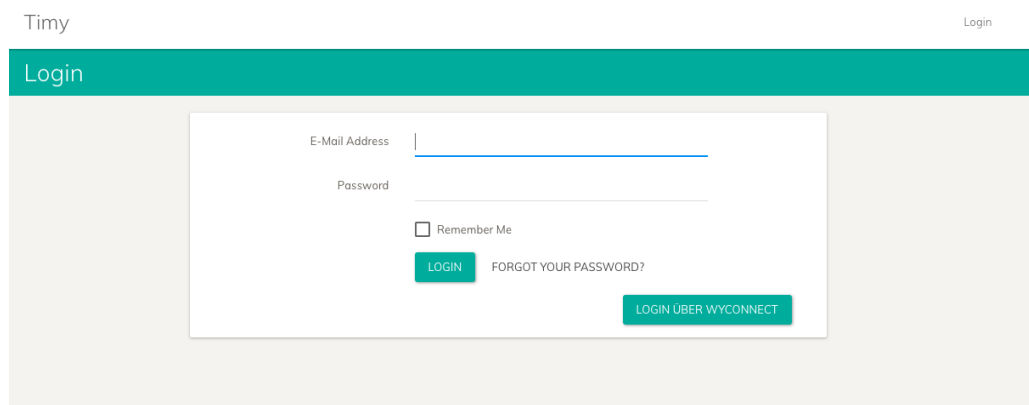 Timy
Login
Login
E-Mail Address
Password
Remember Me
LOGIN
FORGOT YOUR PASSWORD?
LOGIN ÜBER WYCONNECT